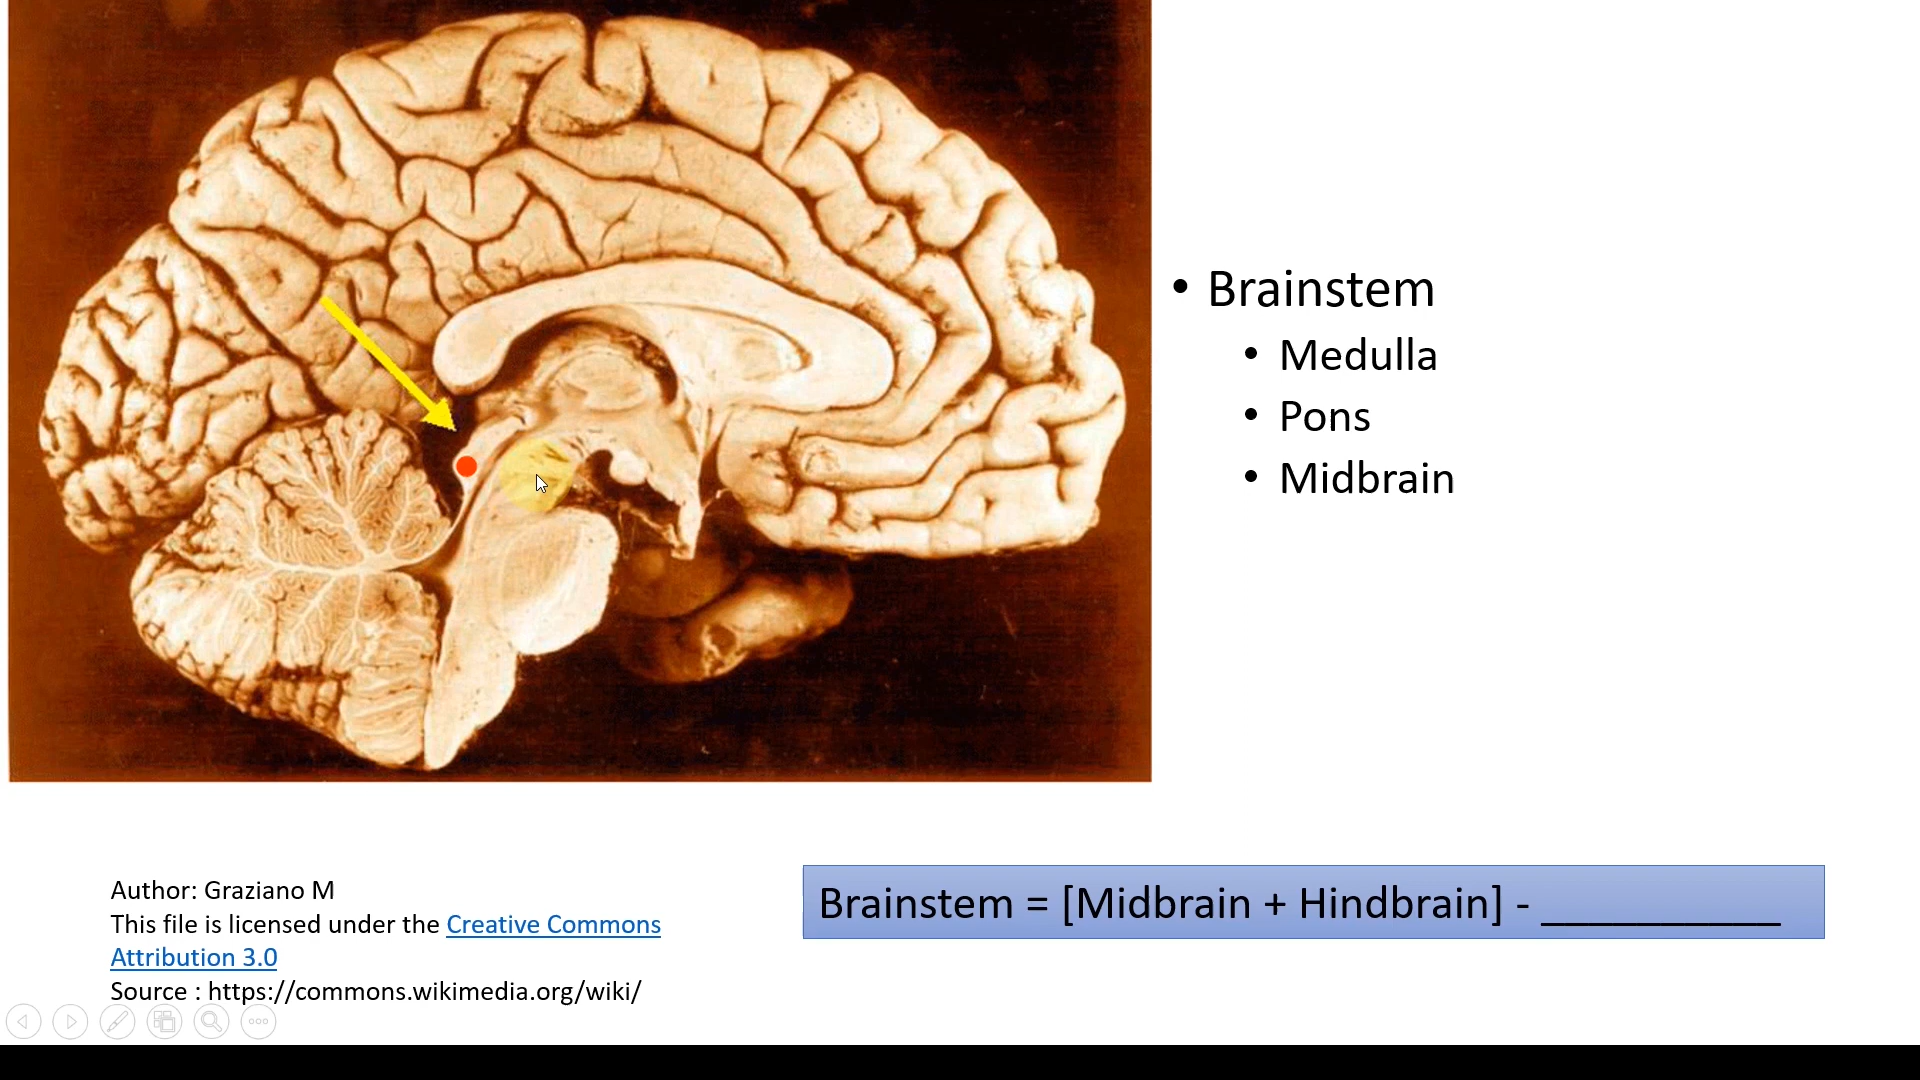 • Brainstem
• Medulla
• Pons
• Midbrain
Author: Graziano M
This file is licensed under the Creative Commons
Attribution 3.0
Source : https://commons.wikimedia.org/wiki/
Brainstem = [Midbrain + Hindbrain] - __________